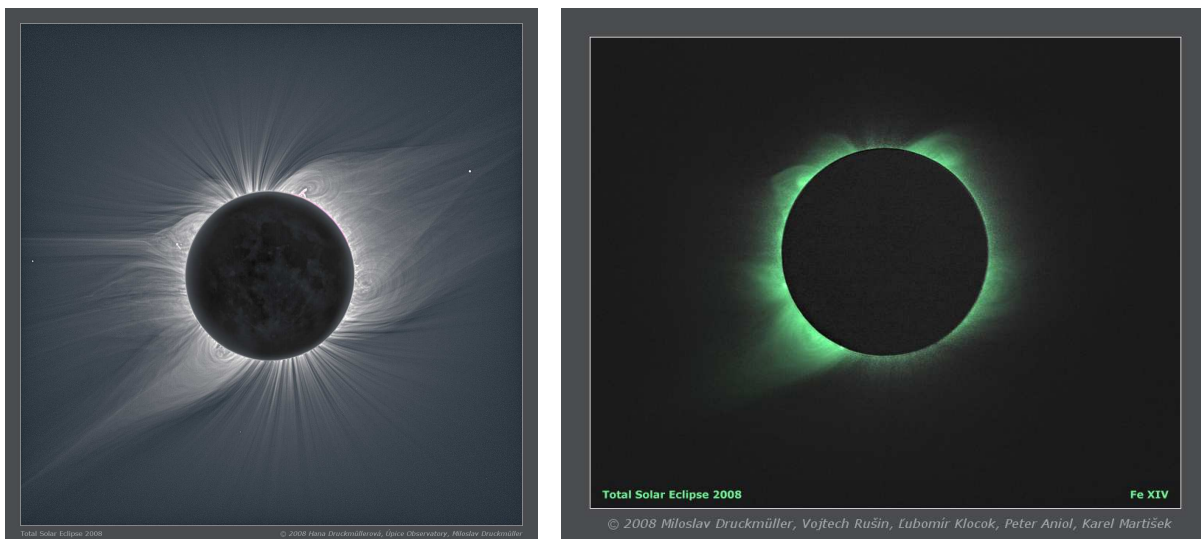 Total Solar Eclipse 2008
© 2008 Hana Druckmüllerová, Úpice Observatory, Miloslav Druckmüller
Total Solar Eclipse 2008
Fe XIV
© 2008 Miloslav Druckmüller, Vojtech Rušin, Ľubomír Klocok, Peter Aniol, Karel Martišek